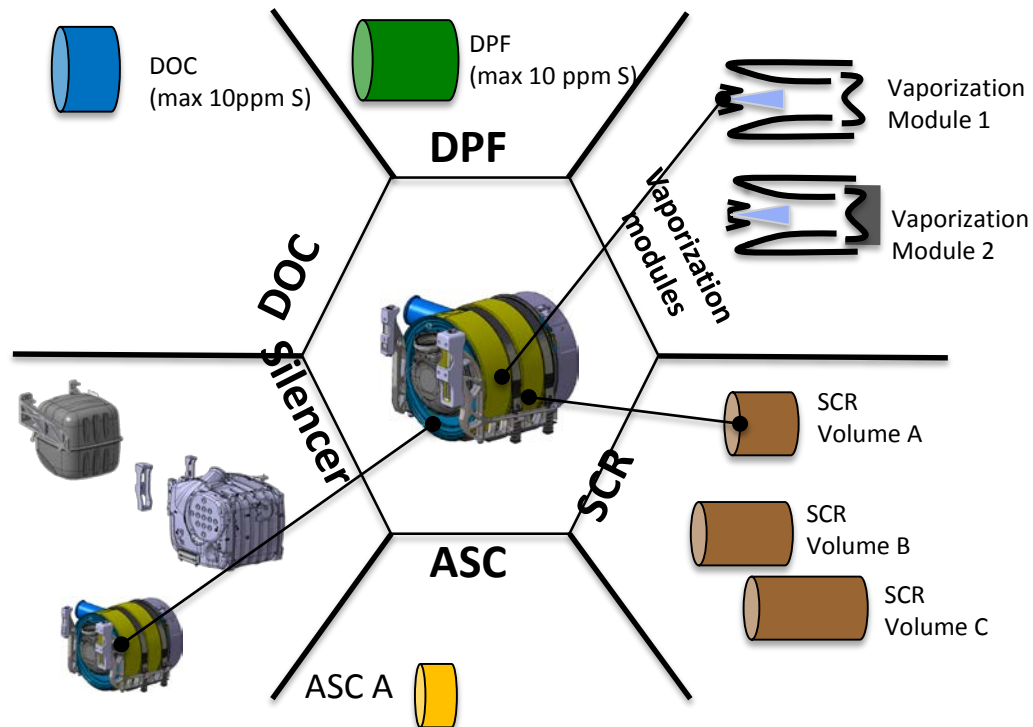 DOC
(max 10ppm S)
DPF
(max 10 ppm S)
Vaporization
Module 1
Vaporization
Module 2
DPF
Vaporization
modules
DOC
Silencer
SCR
Volume A
SCR
Volume B
SCR
Volume C
SCR
ASC
ASC A